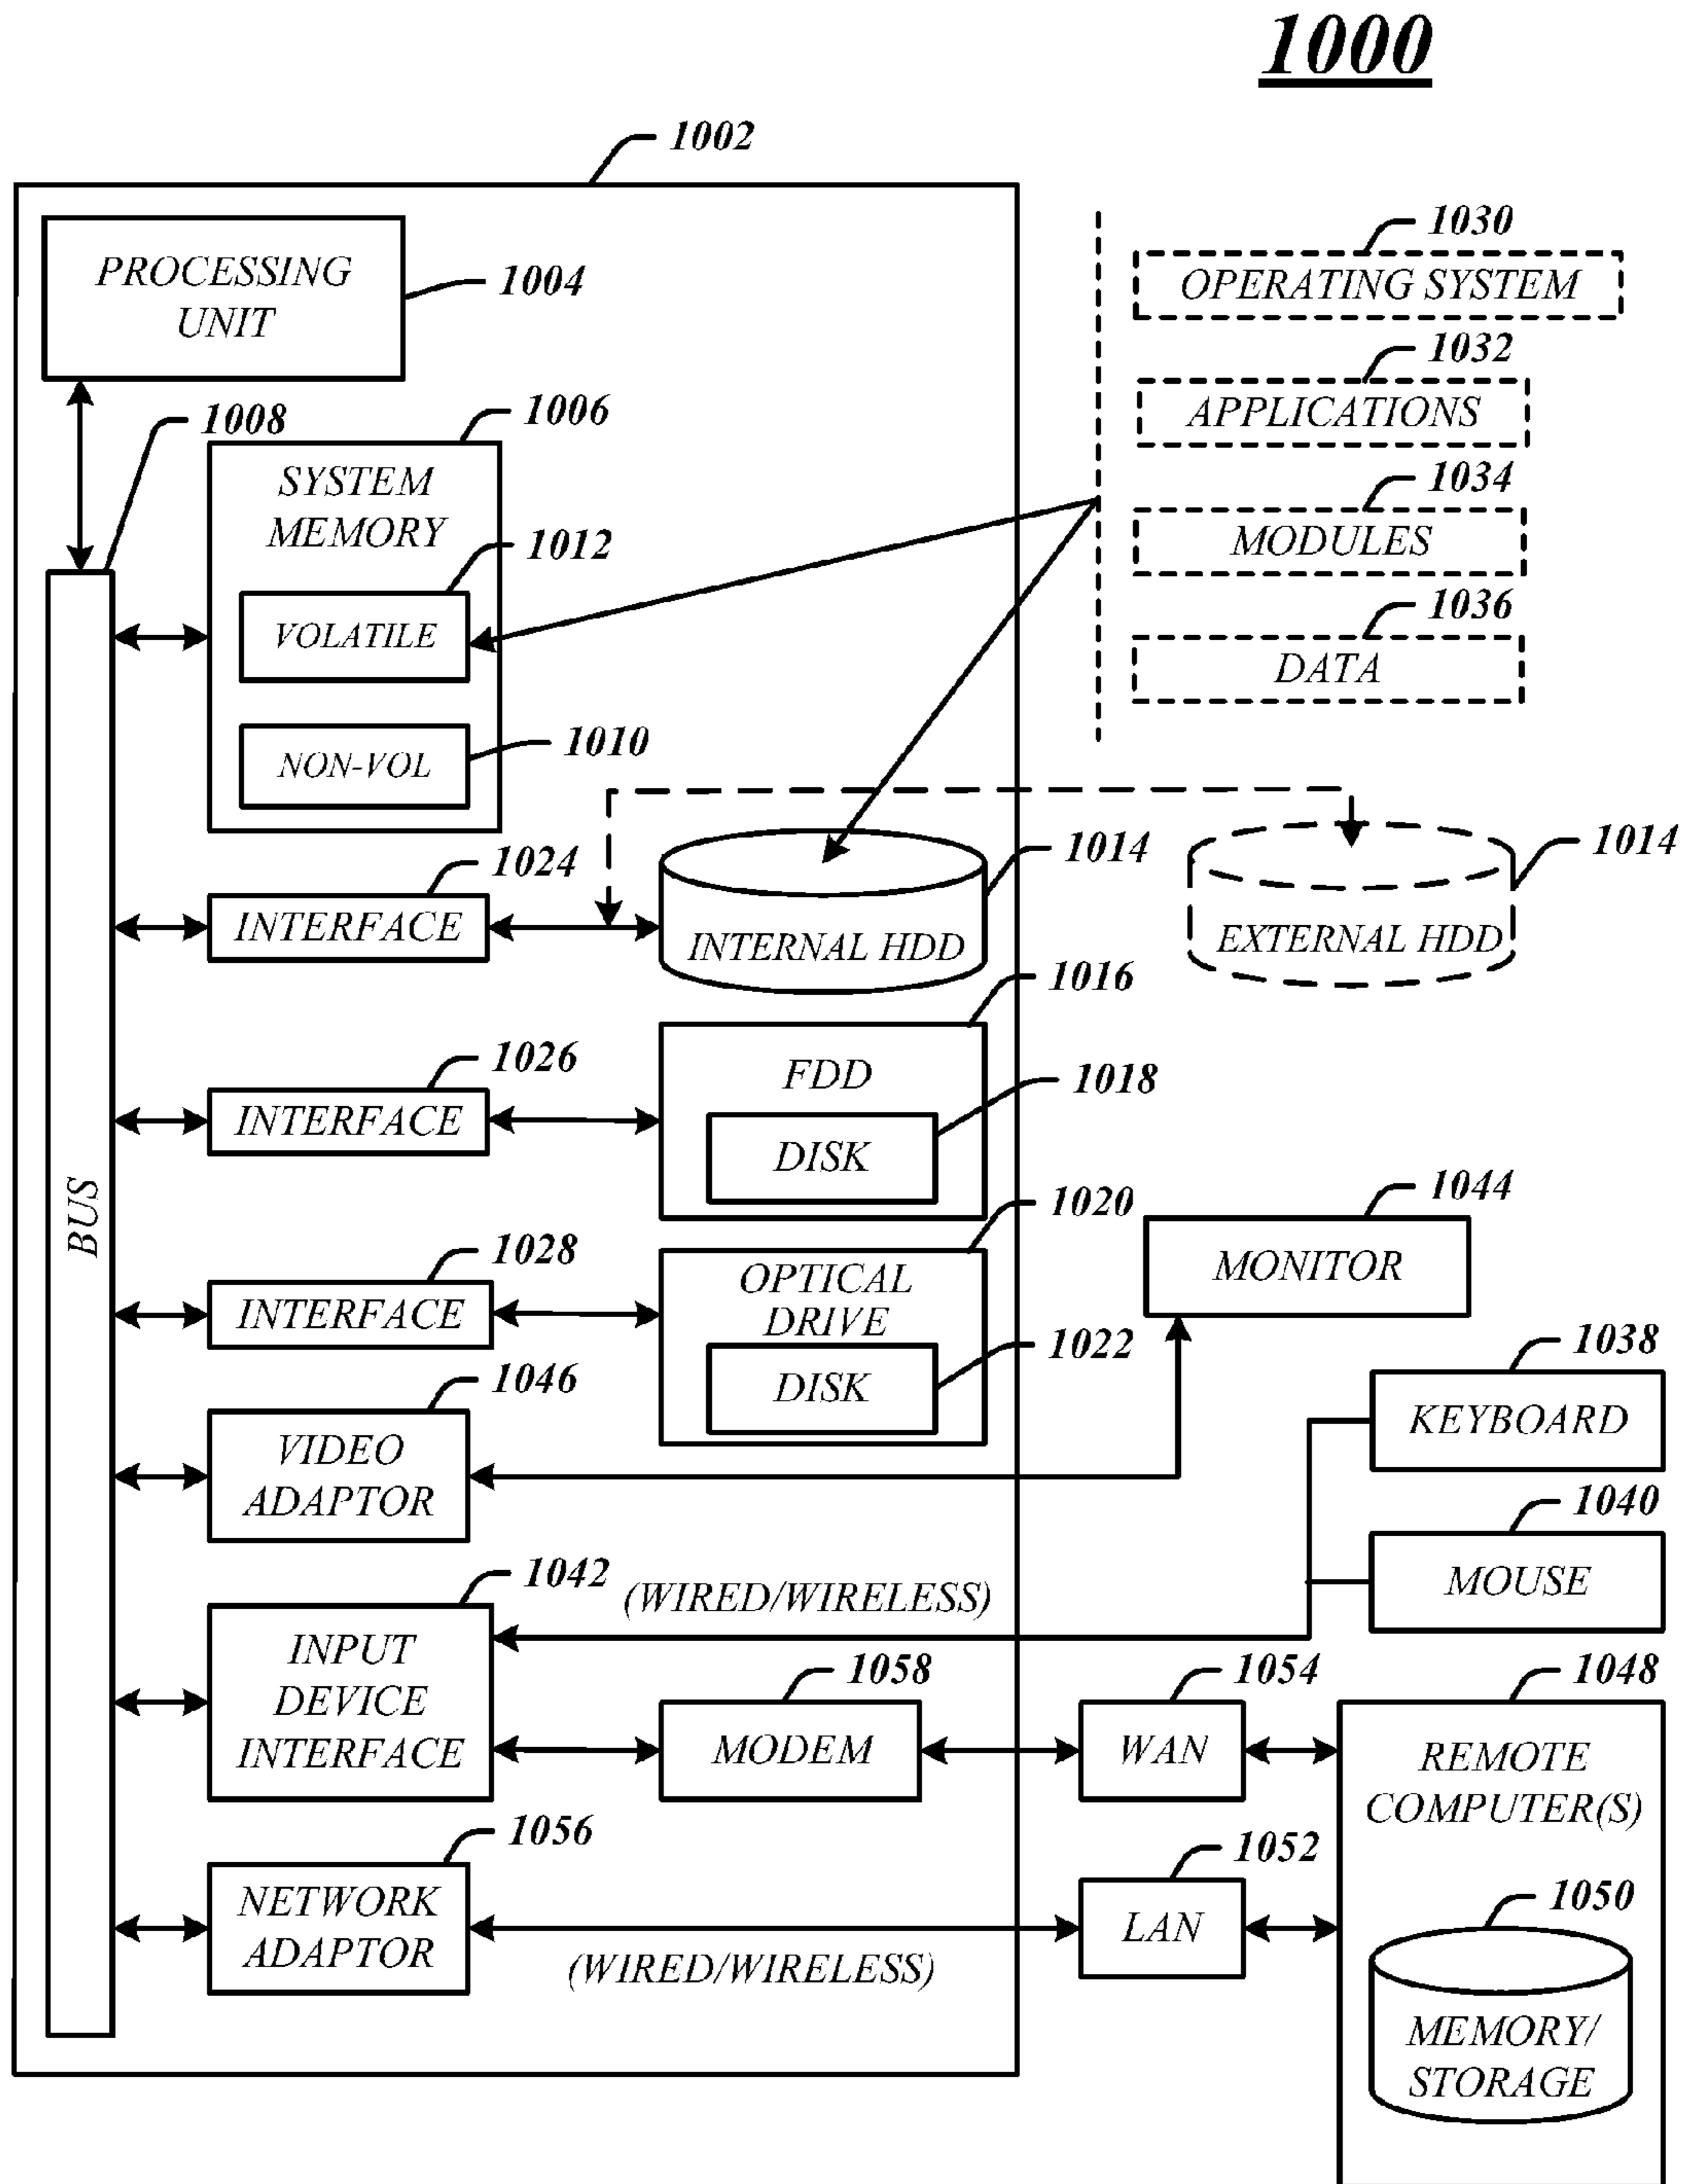 1000
1002
PROCESSING
UNIT
1004
1030
OPERATING SYSTEM
1032
APPLICATIONS
1034
MODULES
1036
DATA
1008
1006
SYSTEM
MEMORY
1012
VOLATILE
1010
NON-VOL
BUS
1024
INTERFACE
1014
INTERNAL HDD
1014
EXTERNAL HDD
1026
INTERFACE
1016
FDD
1018
DISK
1028
INTERFACE
1020
OPTICAL
DRIVE
1022
DISK
1044
MONITOR
1046
VIDEO
ADAPTOR
1038
KEYBOARD
1040
MOUSE
1042
INPUT
DEVICE
INTERFACE
(WIRED/WIRELESS)
1058
MODEM
1054
WAN
1048
REMOTE
COMPUTER(S)
1056
NETWORK
ADAPTOR
(WIRED/WIRELESS)
1052
LAN
1050
MEMORY/
STORAGE